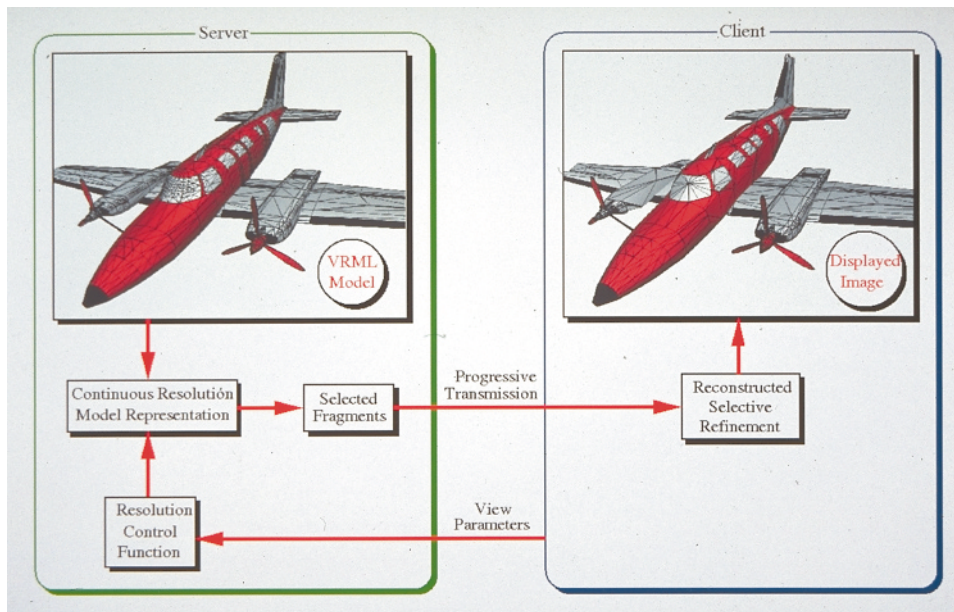 Server
Client
VRML
Model
Displayed
Image
Continuous Resolution
Model Representation
Selected
Fragments
Progressive
Transmission
Reconstructed
Selective
Refinement
Resolution
Control
Function
View
Parameters